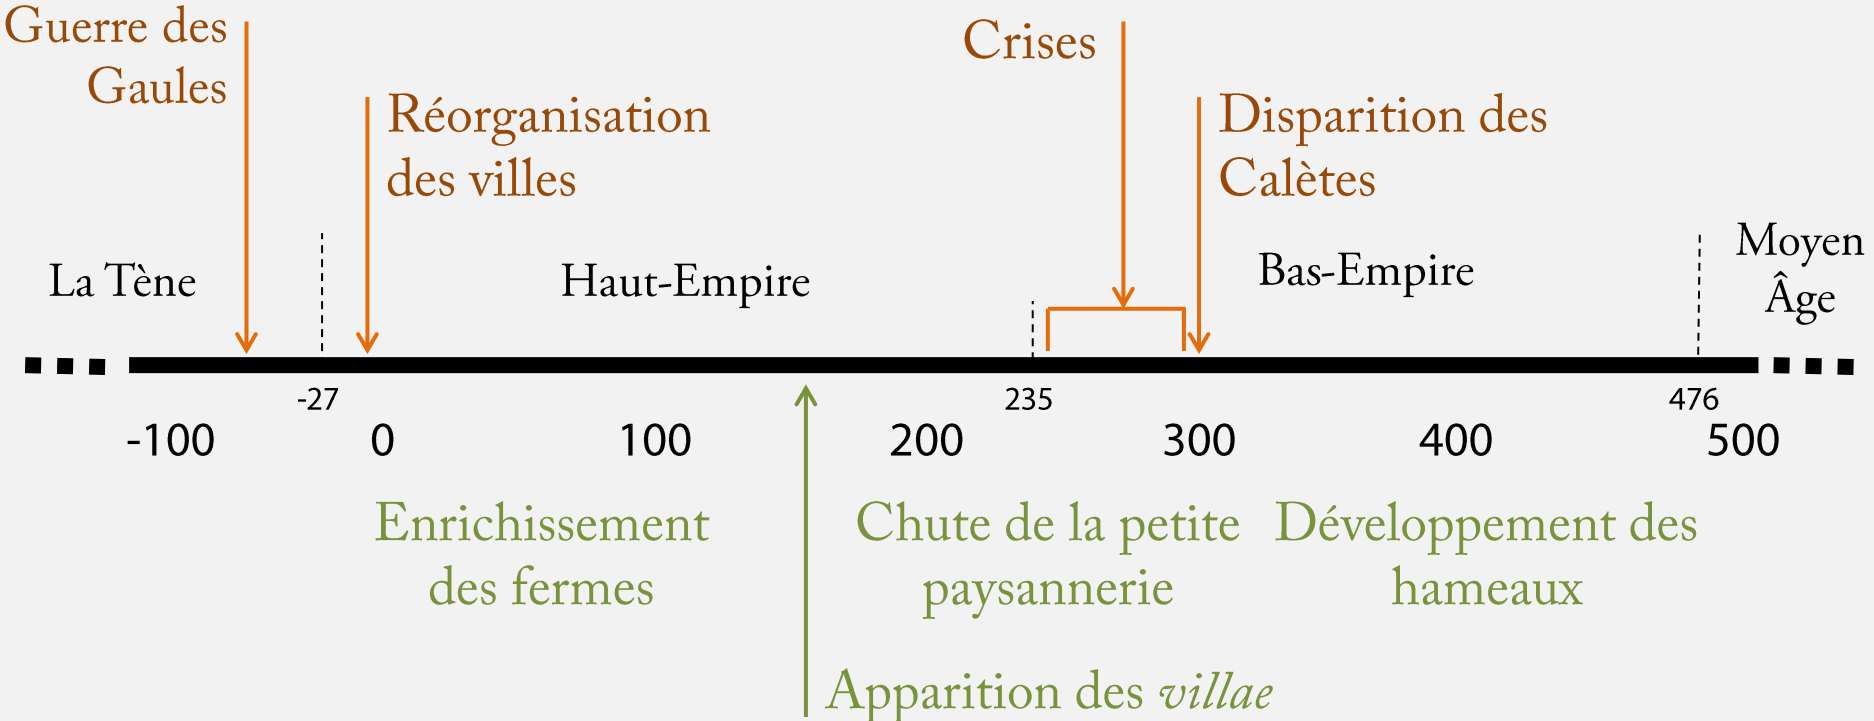 Guerre des
Gaules
Crises
Réorganisation
des villes
Disparition des
Calètes
La Tène
Haut-Empire
Bas-Empire
Moyen
Âge
-27
235
476
-100
0
100
200
300
400
500
Enrichissement
des fermes
Chute de la petite
paysannerie
Développement des
hameaux
Apparition des villae